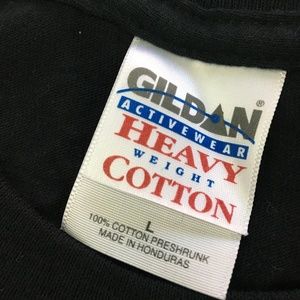 GILDAN®
ACTIVEWEAR
HEAVY
WEIGHT
COTTON
L
100% COTTON PRESHRUNK
MADE IN HONDURAS